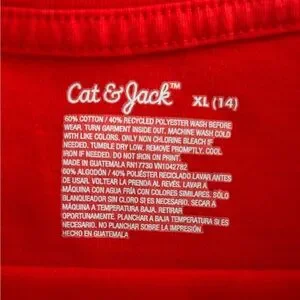 Cat & Jack™ XL (14)
60% COTTON / 40% RECYCLED POLYESTER WASH BEFORE
WEAR. TURN GARMENT INSIDE OUT. MACHINE WASH COLD
WITH LIKE COLORS. ONLY NON CHLORINE BLEACH IF
NEEDED. TUMBLE DRY LOW. REMOVE PROMPTLY. COOL
IRON IF NEEDED. DO NOT IRON ON PRINT.
MADE IN GUATEMALA RN17730 VN1042782
60% ALGODÓN / 40% POLIÉSTER RECICLADO LAVAR ANTES
DE USAR. VOLTEAR LA PRENDA AL REVÉS. LAVAR A
MÁQUINA CON AGUA FRÍA CON COLORES SIMILARES. SÓLO
BLANQUEADOR SIN CLORO SI ES NECESARIO. SECAR A
MÁQUINA A TEMPERATURA BAJA. RETIRAR
OPORTUNAMENTE. PLANCHAR A BAJA TEMPERATURA SI ES
NECESARIO. NO PLANCHAR SOBRE LA IMPRESIÓN.
HECHO EN GUATEMALA